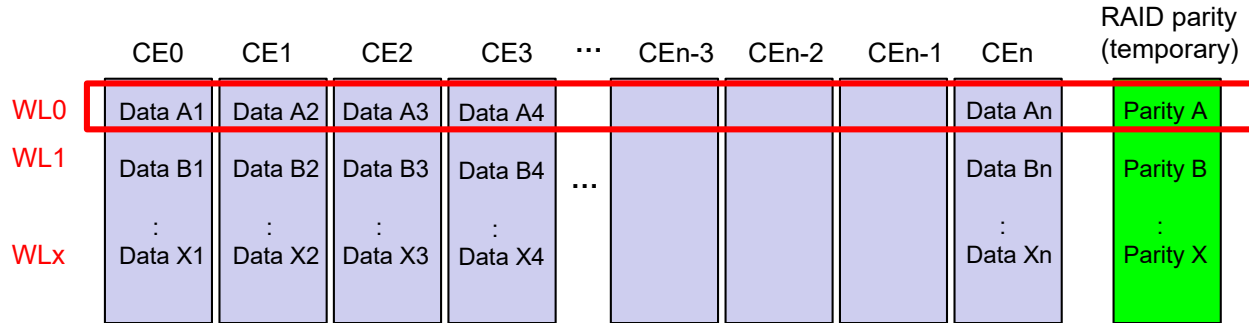 RAID parity
(temporary)
CE0 CE1 CE2 CE3 ... CEn-3 CEn-2 CEn-1 CEn
WL0 Data A1 Data A2 Data A3 Data A4 Data An Parity A
WL1 Data B1 Data B2 Data B3 Data B4 ... Data Bn Parity B
: : : : : :
WLx Data X1 Data X2 Data X3 Data X4 Data Xn Parity X